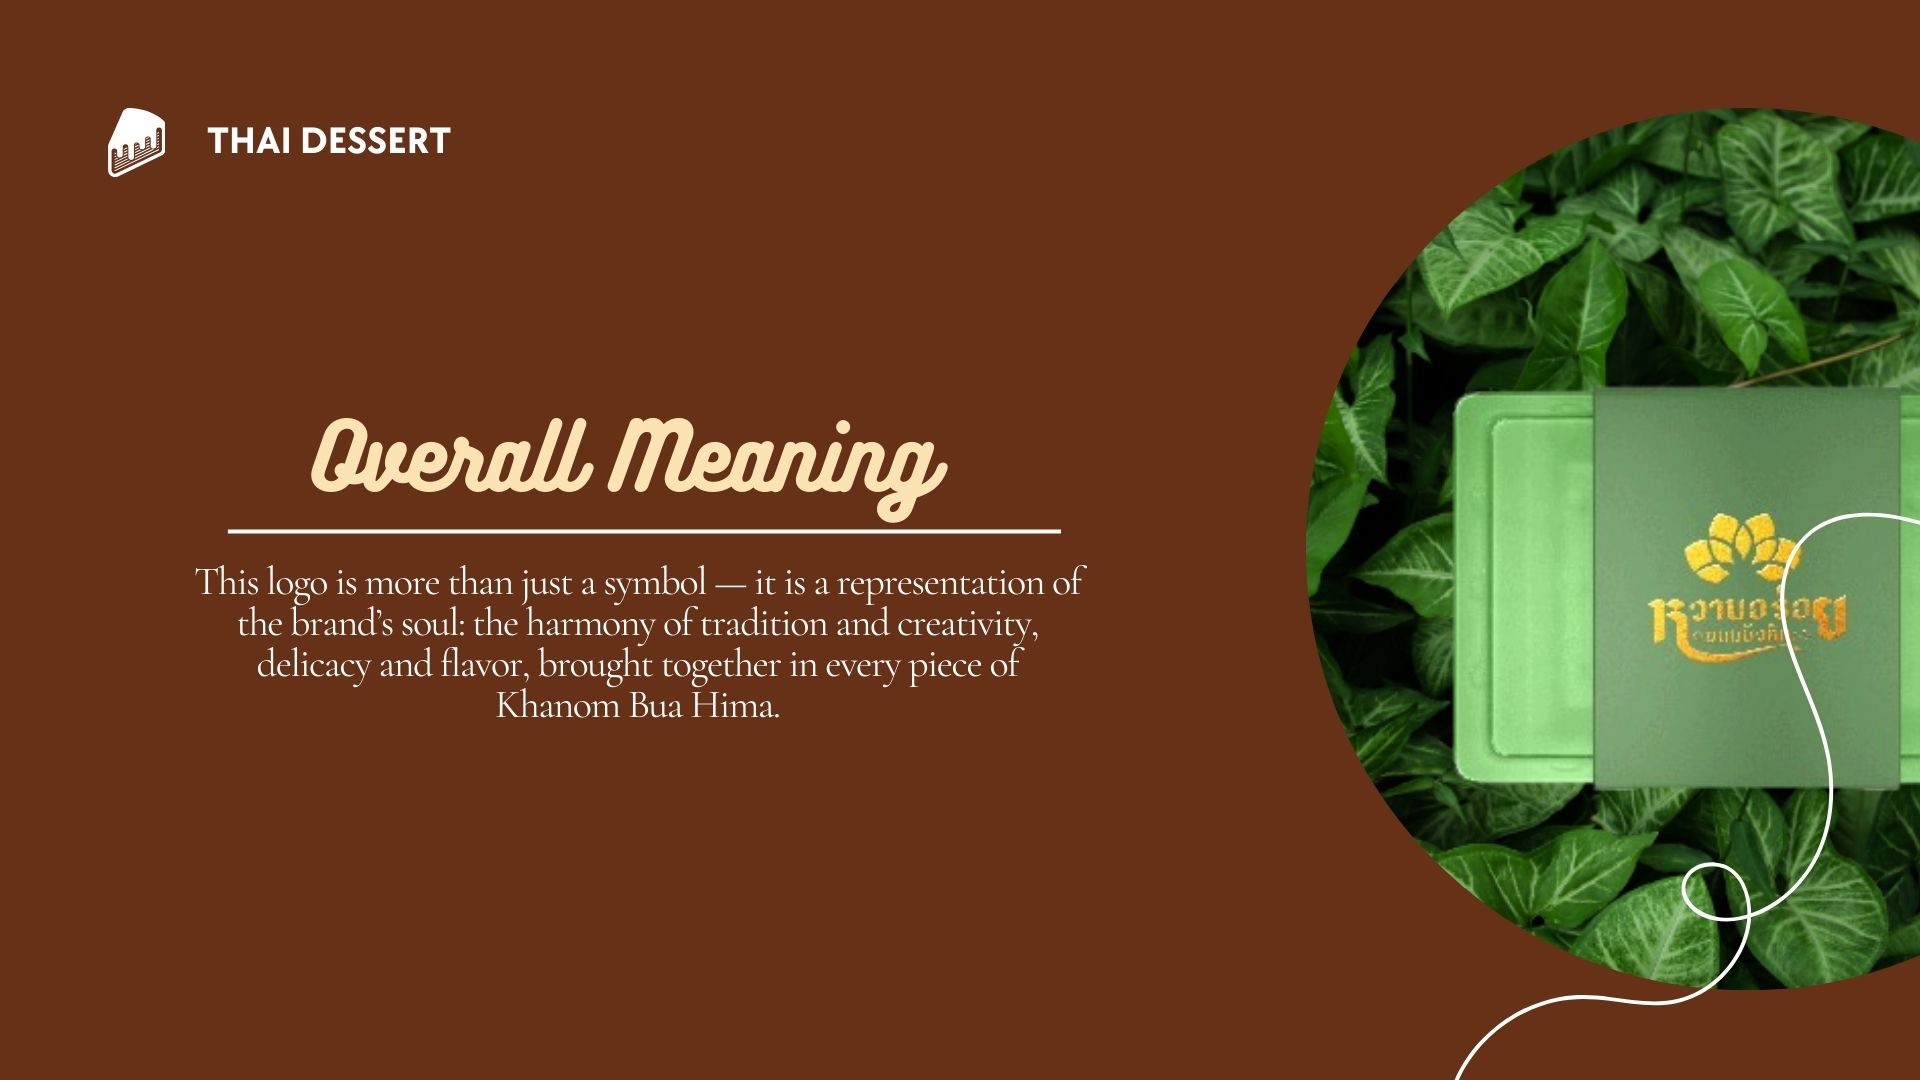 THAI DESSERT
Overall Meaning
This logo is more than just a symbol — it is a representation of
the brand’s soul: the harmony of tradition and creativity,
delicacy and flavor, brought together in every piece of
Khanom Bua Hima.
หวานอร่อย